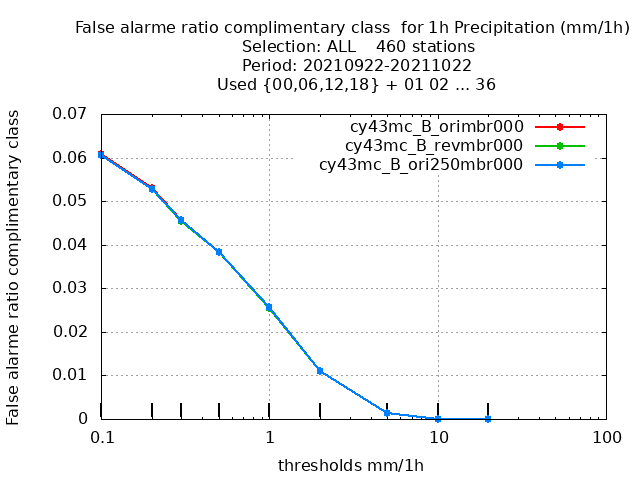 False alarme ratio complimentary class  for 1h Precipitation (mm/1h)
Selection: ALL    460 stations
Period: 20210922-20211022
Used {00,06,12,18} + 01 02 ... 36
False alarme ratio complimentary class
0.07
0.06
0.05
0.04
0.03
0.02
0.01
0
cy43mc_B_orimbr000
cy43mc_B_revmbr000
cy43mc_B_ori250mbr000
0.1
1
10
100
thresholds mm/1h